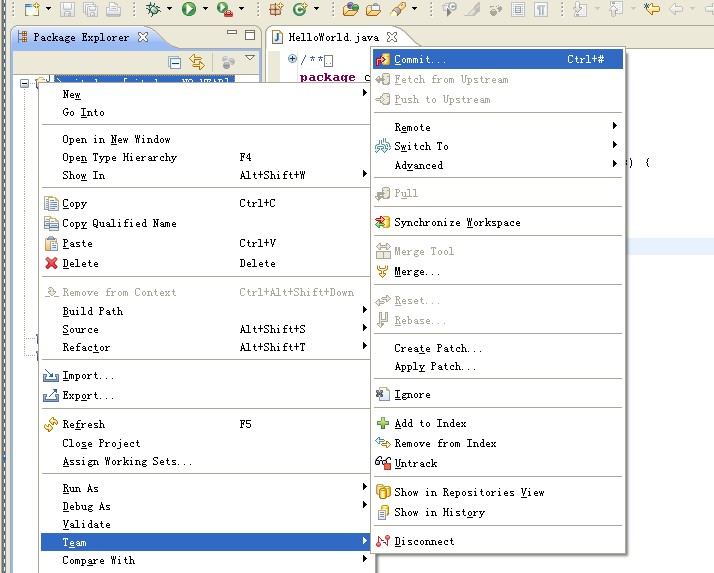 Package Explorer
HelloWorld.java
/**
package
) {
New
Go Into
Open in New Window
Open Type Hierarchy F4
Show In Alt+Shift+W
Copy Ctrl+C
Copy Qualified Name
Paste Ctrl+V
Delete Delete
Remove from Context Ctrl+Alt+Shift+Down
Build Path
Source Alt+Shift+S
Refactor Alt+Shift+T
Import...
Export...
Refresh F5
Close Project
Assign Working Sets...
Run As
Debug As
Validate
Team
Compare With
Commit... Ctrl+#
Fetch from Upstream
Push to Upstream
Remote
Switch To
Advanced
Pull
Synchronize Workspace
Merge Tool
Merge...
Reset...
Rebase...
Create Patch...
Apply Patch...
Ignore
Add to Index
Remove from Index
Untrack
Show in Repositories View
Show in History
Disconnect